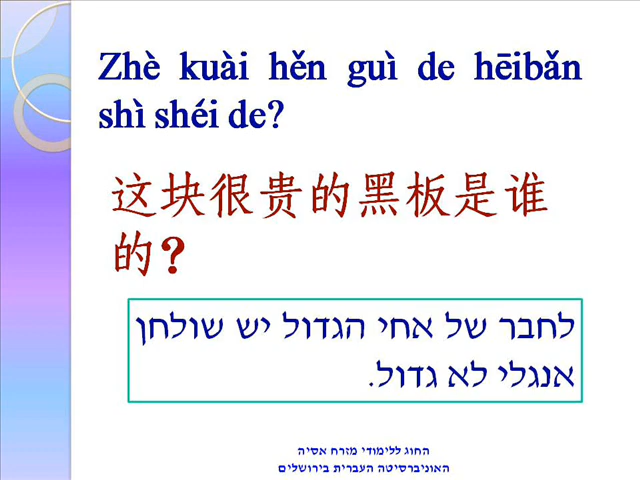 Zhè kuài hěn guì de hēibǎn
shì shéi de?
这块很贵的黑板是谁
的?
לחבר של אחי הגדול יש שולחן
אנגלי לא גדול.
החוג ללימודי מזרח אסיה
האוניברסיטה העברית בירושלים